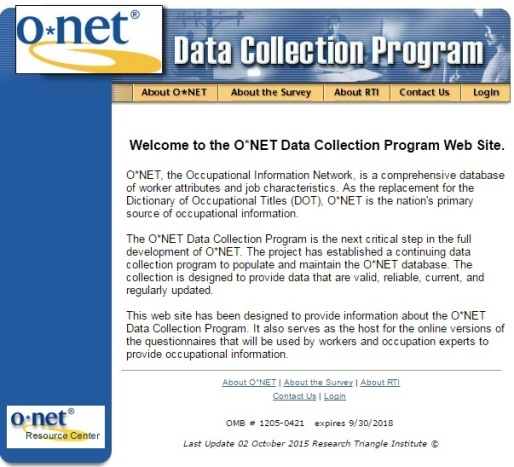 o*net®
Data Collection Program
About O*NET About the Survey About RTI Contact Us Login
Welcome to the O*NET Data Collection Program Web Site.
O*NET, the Occupational Information Network, is a comprehensive database
of worker attributes and job characteristics. As the replacement for the
Dictionary of Occupational Titles (DOT), O*NET is the nation's primary
source of occupational information.
The O*NET Data Collection Program is the next critical step in the full
development of O*NET. The project has established a continuing data
collection program to populate and maintain the O*NET database. The
collection is designed to provide data that are valid, reliable, current, and
regularly updated.
This web site has been designed to provide information about the O*NET
Data Collection Program. It also serves as the host for the online versions of
the questionnaires that will be used by workers and occupation experts to
provide occupational information.
About O*NET | About the Survey | About RTI
Contact Us | Login
o*net®
Resource Center
OMB # 1205-0421 expires 9/30/2018
Last Update 02 October 2015 Research Triangle Institute ©